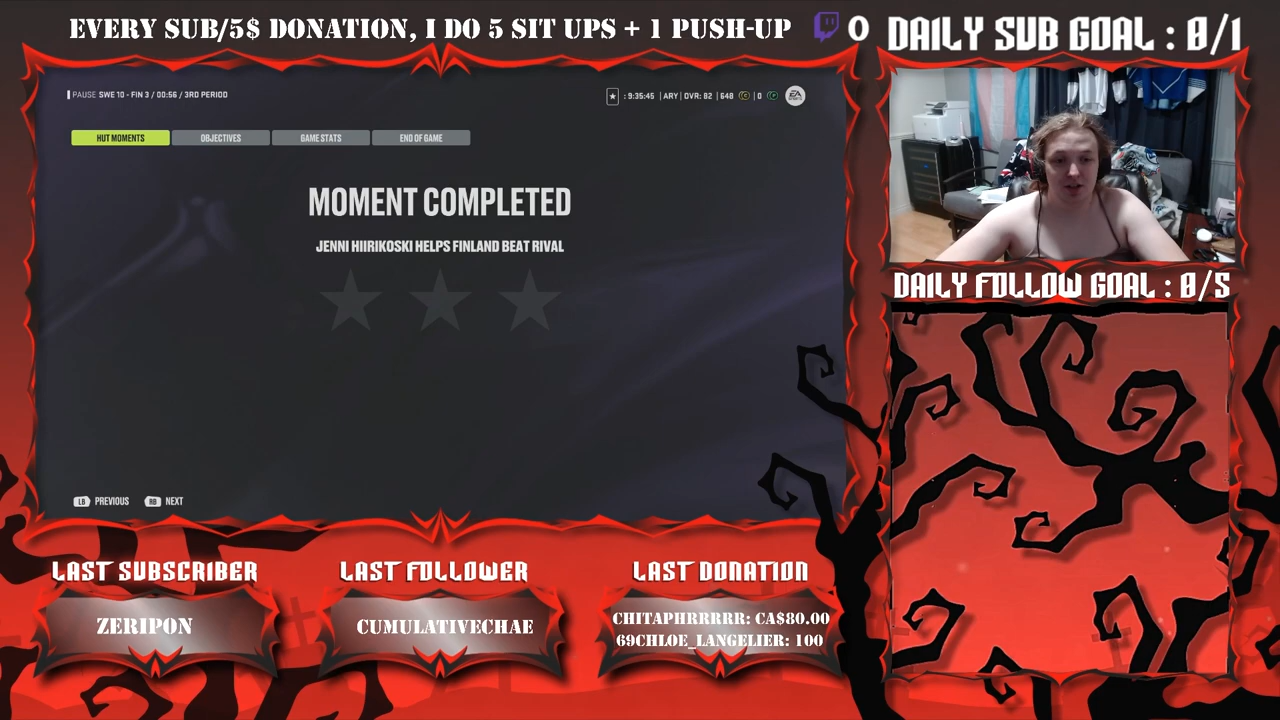 EVERY SUB/5$ DONATION, I DO 5 SIT UPS + 1 PUSH-UP
0
DAILY SUB GOAL : 0/1
PAUSE SWE 10 - FIN 3 / 00:56 / 3RD PERIOD
: 9:35:45 | ARY | OVR: 82 | 648 | 0
EA
HUT MOMENTS
OBJECTIVES
GAME STATS
END OF GAME
MOMENT COMPLETED
JENNI HIIRIKOSKI HELPS FINLAND BEAT RIVAL
LB PREVIOUS
RB NEXT
DAILY FOLLOW GOAL : 0/5
LAST SUBSCRIBER
ZERIPON
LAST FOLLOWER
CUMULATIVECHAE
LAST DONATION
CHITAPHRRRRR: CA$80.00
69CHLOE_LANGELIER: 100